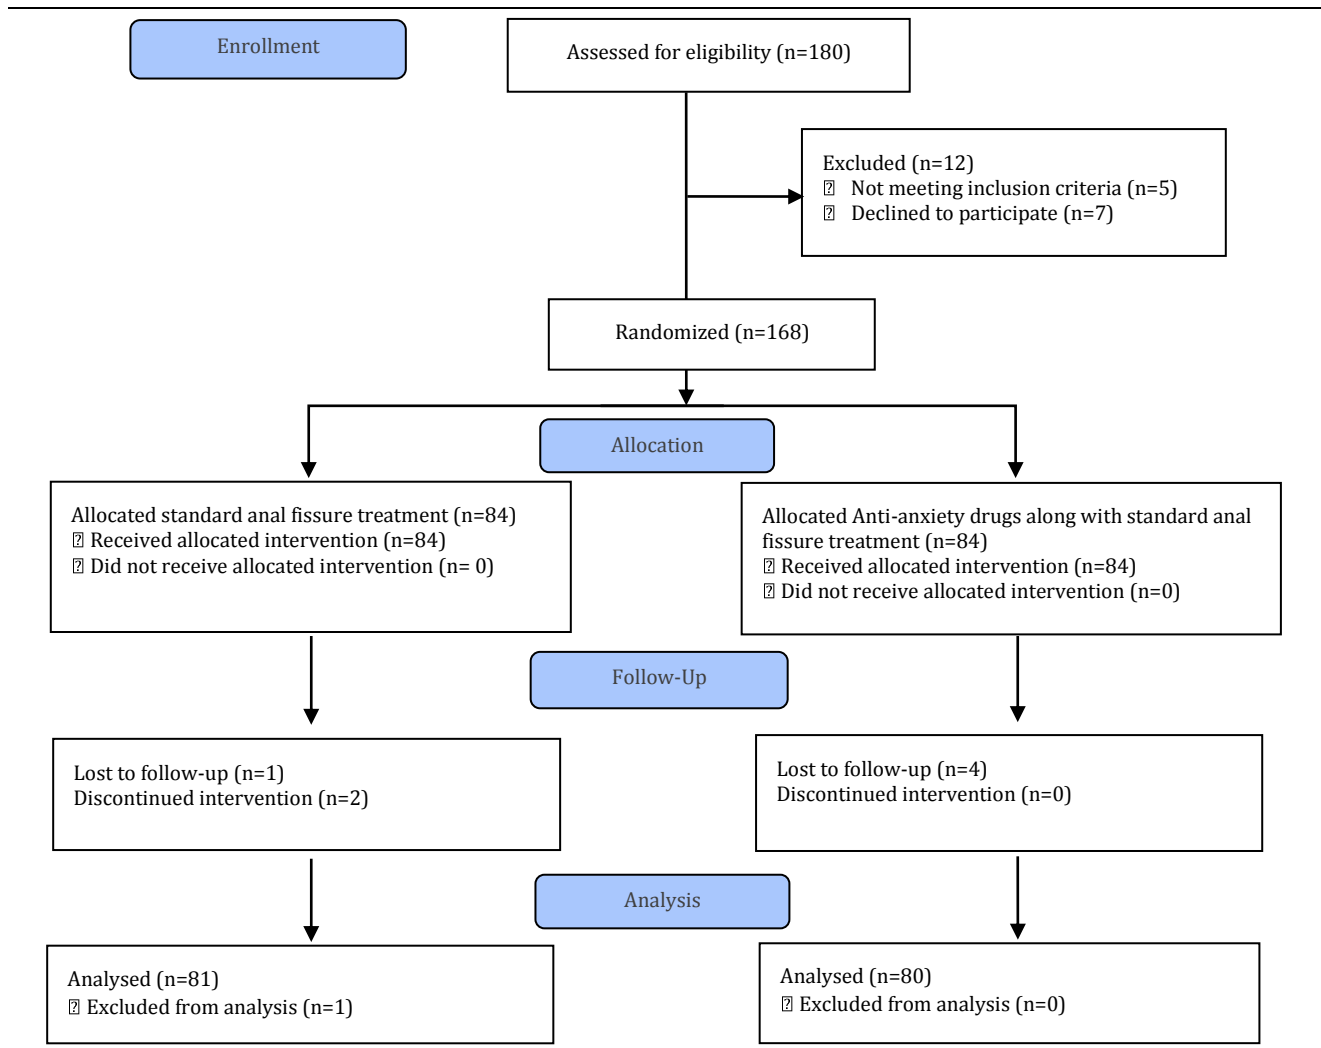 Enrollment
Assessed for eligibility (n=180)
Excluded (n=12)
⍰ Not meeting inclusion criteria (n=5)
⍰ Declined to participate (n=7)
Randomized (n=168)
Allocation
Allocated standard anal fissure treatment (n=84)
⍰ Received allocated intervention (n=84)
⍰ Did not receive allocated intervention (n= 0)
Allocated Anti-anxiety drugs along with standard anal
fissure treatment (n=84)
⍰ Received allocated intervention (n=84)
⍰ Did not receive allocated intervention (n=0)
Follow-Up
Lost to follow-up (n=1)
Discontinued intervention (n=2)
Lost to follow-up (n=4)
Discontinued intervention (n=0)
Analysis
Analysed (n=81)
⍰ Excluded from analysis (n=1)
Analysed (n=80)
⍰ Excluded from analysis (n=0)